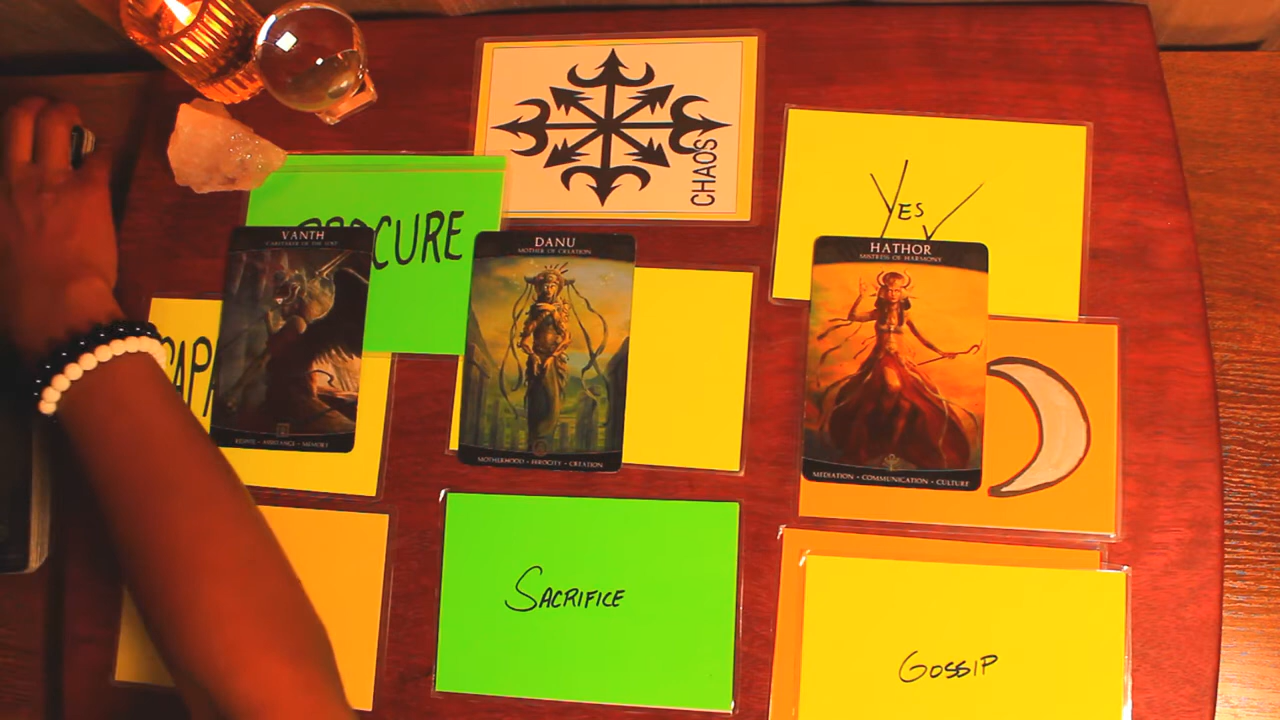 CHAOS
YES
CURE
VANTH
DANU
MOTHER OF CREATION
HATHOR
MISTRESS OF HARMONY
MOTHERHOOD • FEROCITY • CREATION
MEDIATION • COMMUNICATION • CULTURE
SACRIFICE
GOSSIP